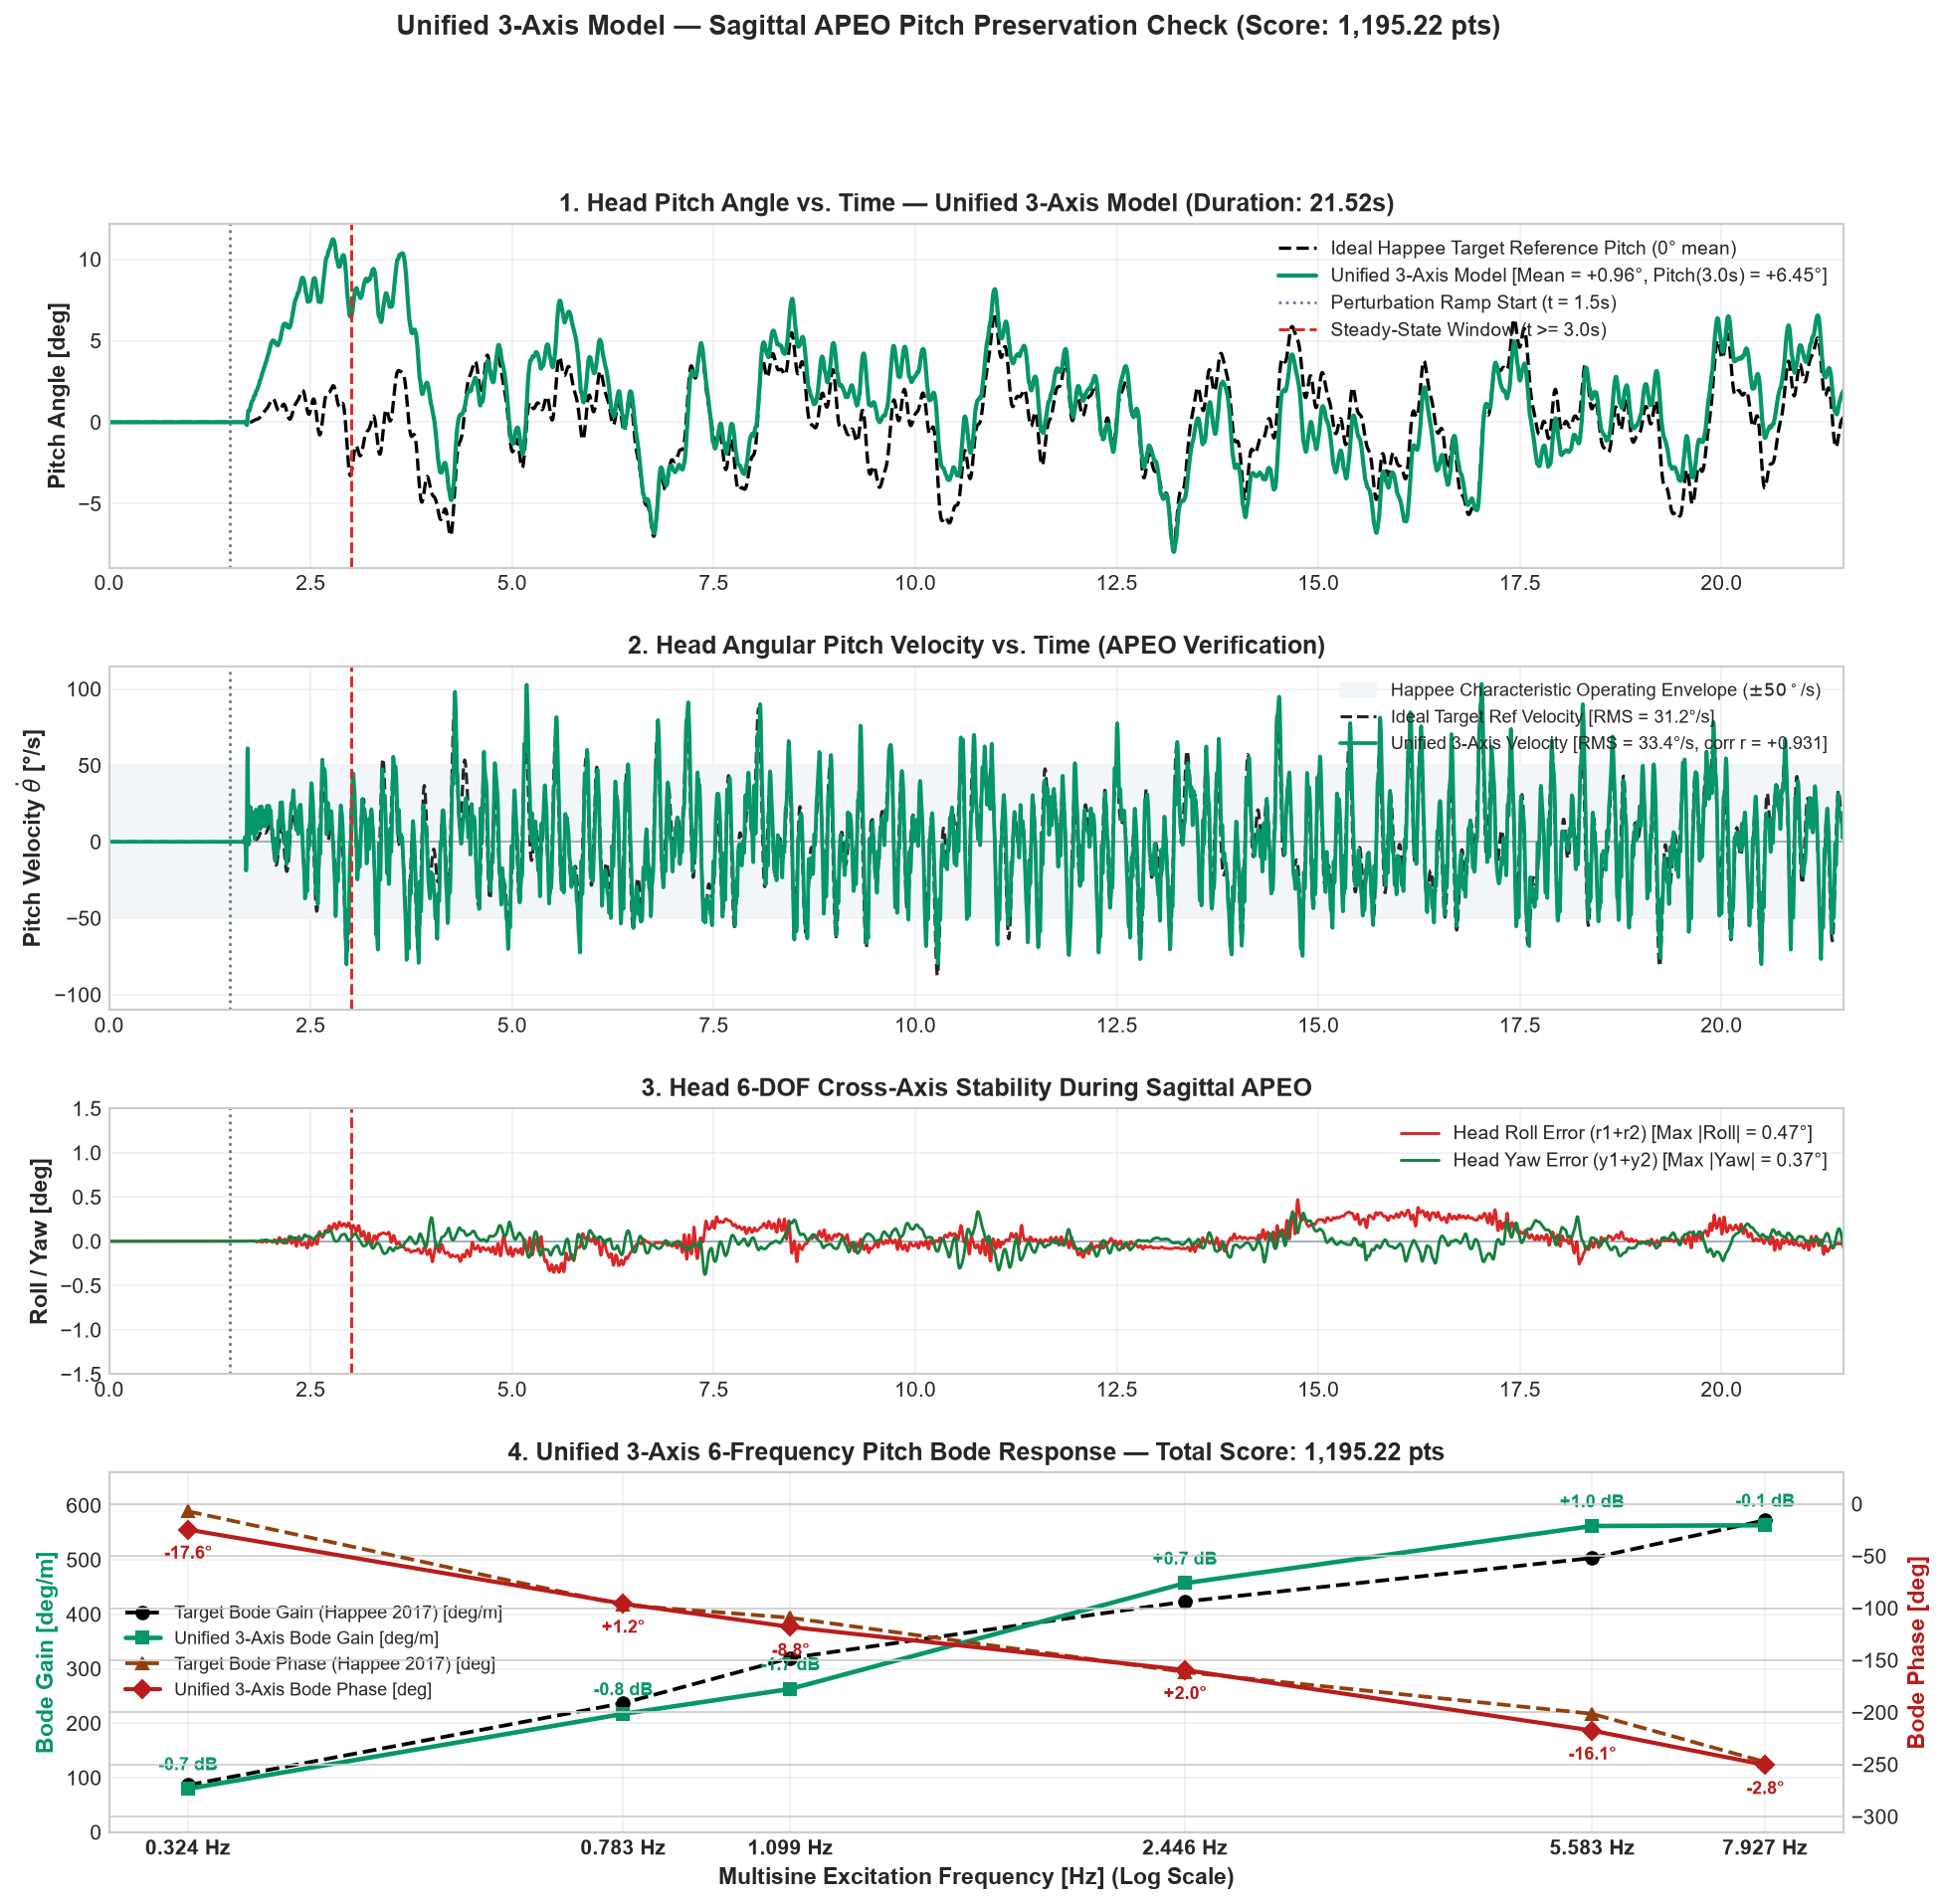 Unified 3-Axis Model — Sagittal APEO Pitch Preservation Check (Score: 1,195.22 pts)
1. Head Pitch Angle vs. Time — Unified 3-Axis Model (Duration: 21.52s)
Pitch Angle [deg]
10
5
0
−5
Ideal Happee Target Reference Pitch (0° mean)
Unified 3-Axis Model [Mean = +0.96°, Pitch(3.0s) = +6.45°]
Perturbation Ramp Start (t = 1.5s)
Steady-State Window (t >= 3.0s)
0.0 2.5 5.0 7.5 10.0 12.5 15.0 17.5 20.0
2. Head Angular Pitch Velocity vs. Time (APEO Verification)
Pitch Velocity θ̇ [°/s]
100
50
0
−50
−100
Happee Characteristic Operating Envelope (±50°/s)
Ideal Target Ref Velocity [RMS = 31.2°/s]
Unified 3-Axis Velocity [RMS = 33.4°/s, corr r = +0.931]
0.0 2.5 5.0 7.5 10.0 12.5 15.0 17.5 20.0
3. Head 6-DOF Cross-Axis Stability During Sagittal APEO
Roll / Yaw [deg]
1.5
1.0
0.5
0.0
−0.5
−1.0
−1.5
Head Roll Error (r1+r2) [Max |Roll| = 0.47°]
Head Yaw Error (y1+y2) [Max |Yaw| = 0.37°]
0.0 2.5 5.0 7.5 10.0 12.5 15.0 17.5 20.0
4. Unified 3-Axis 6-Frequency Pitch Bode Response — Total Score: 1,195.22 pts
Bode Gain [deg/m]
600
500
400
300
200
100
0
Target Bode Gain (Happee 2017) [deg/m]
Unified 3-Axis Bode Gain [deg/m]
Target Bode Phase (Happee 2017) [deg]
Unified 3-Axis Bode Phase [deg]
-0.7 dB
-0.8 dB
-1.7 dB
+0.7 dB
+1.0 dB
-0.1 dB
-17.6°
+1.2°
-8.8°
+2.0°
-16.1°
-2.8°
0
−50
−100
−150
−200
−250
−300
Bode Phase [deg]
0.324 Hz 0.783 Hz 1.099 Hz 2.446 Hz 5.583 Hz 7.927 Hz
Multisine Excitation Frequency [Hz] (Log Scale)